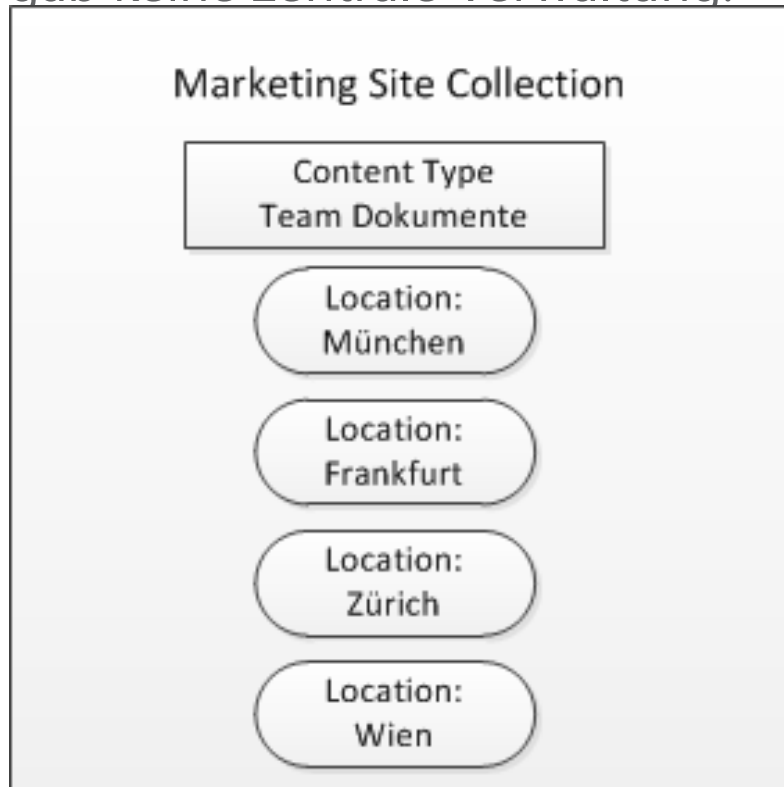 Marketing Site Collection
Content Type
Team Dokumente
Location:
München
Location:
Frankfurt
Location:
Zürich
Location:
Wien